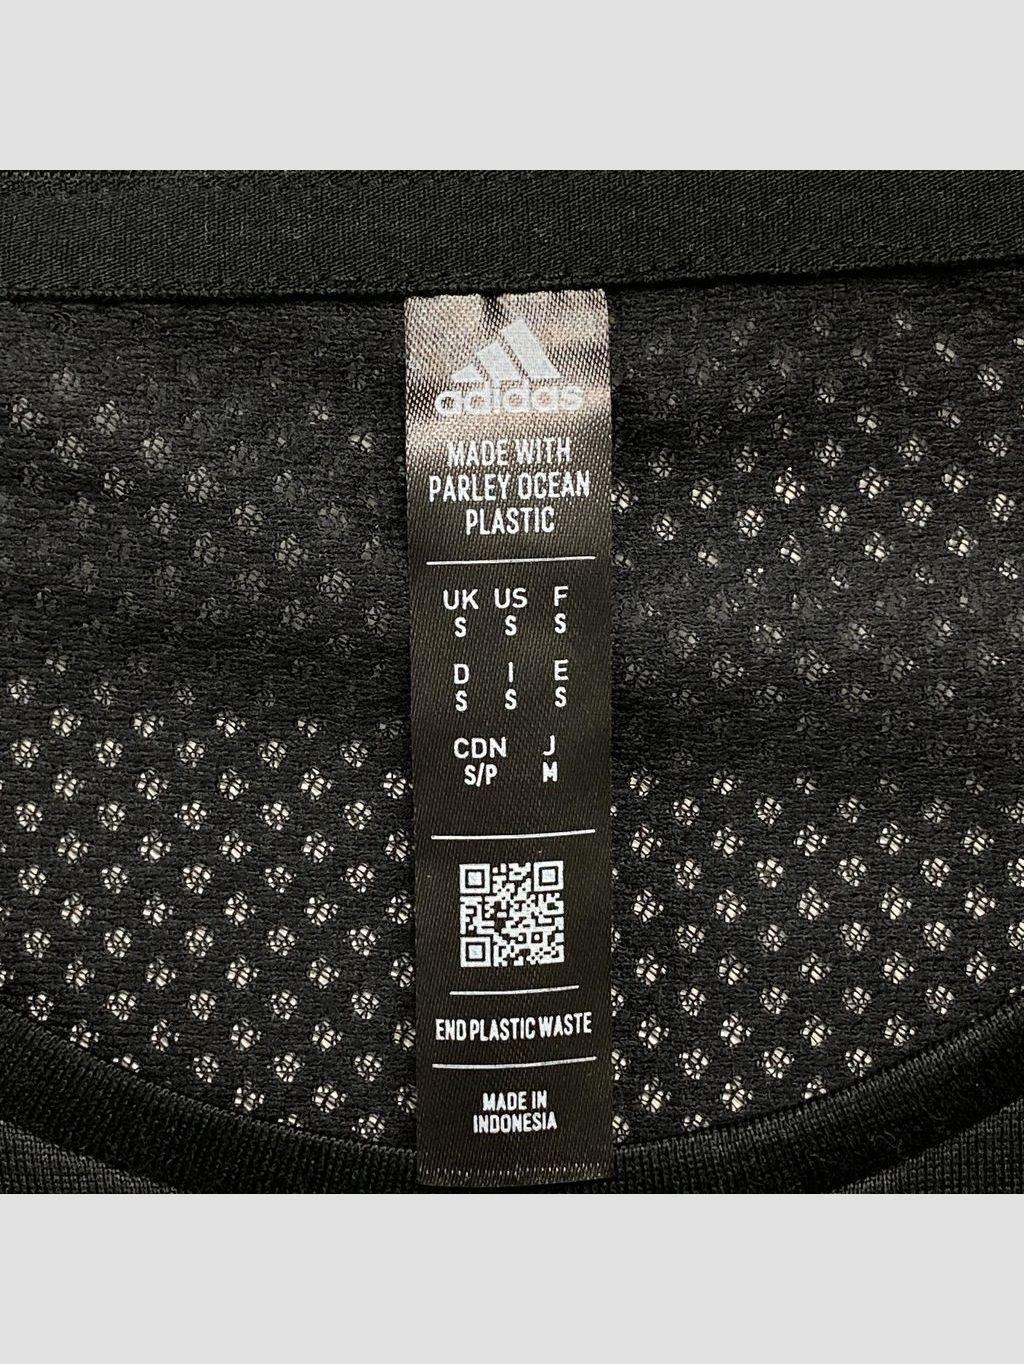 adidas
MADE WITH
PARLEY OCEAN
PLASTIC
UK US F
S S S
D I E
S S S
CDN J
S/P M
END PLASTIC WASTE
MADE IN
INDONESIA